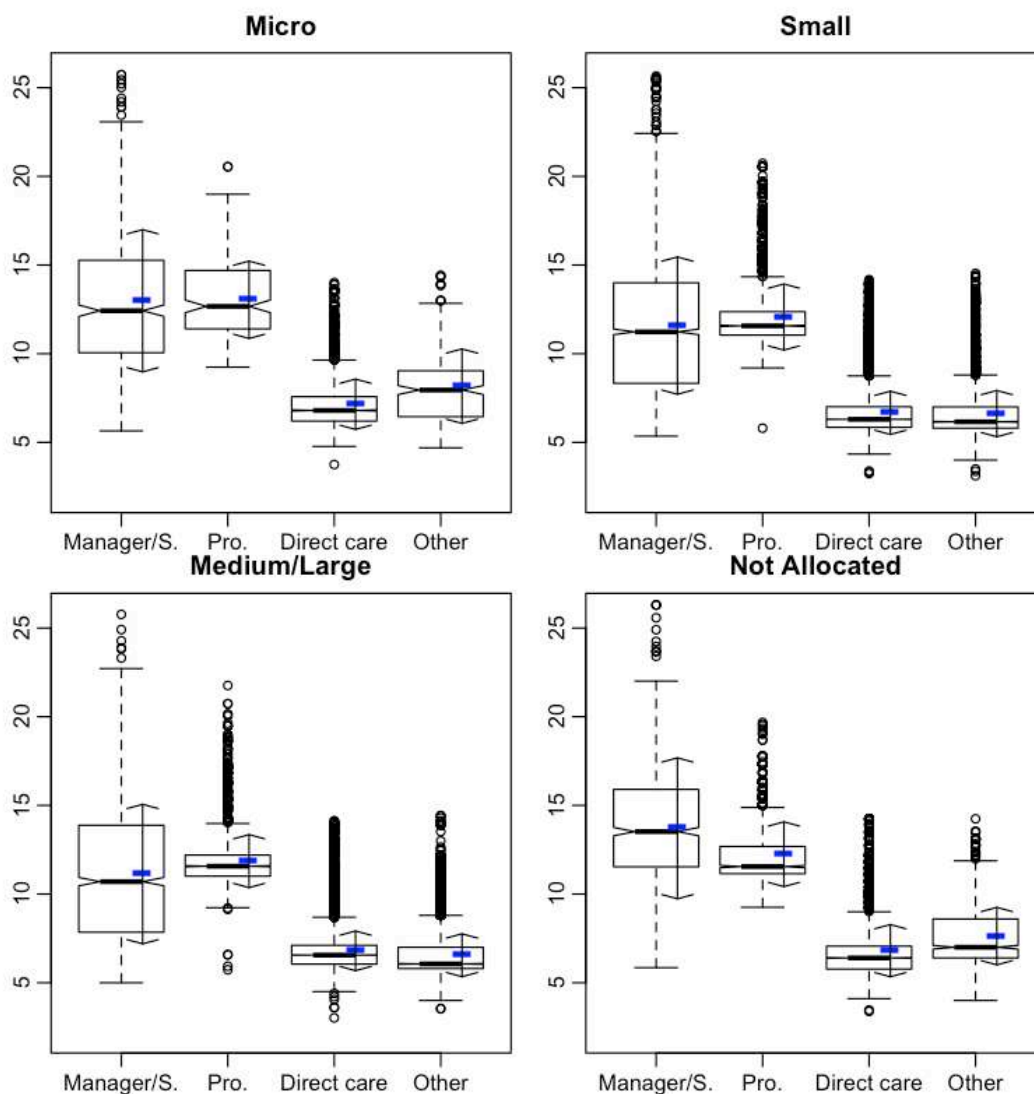 Micro
25
20
15
10
5
Manager/S. Pro. Direct care Other
Small
25
20
15
10
5
Manager/S. Pro. Direct care Other
Medium/Large
25
20
15
10
5
Manager/S. Pro. Direct care Other
Not Allocated
25
20
15
10
5
Manager/S. Pro. Direct care Other